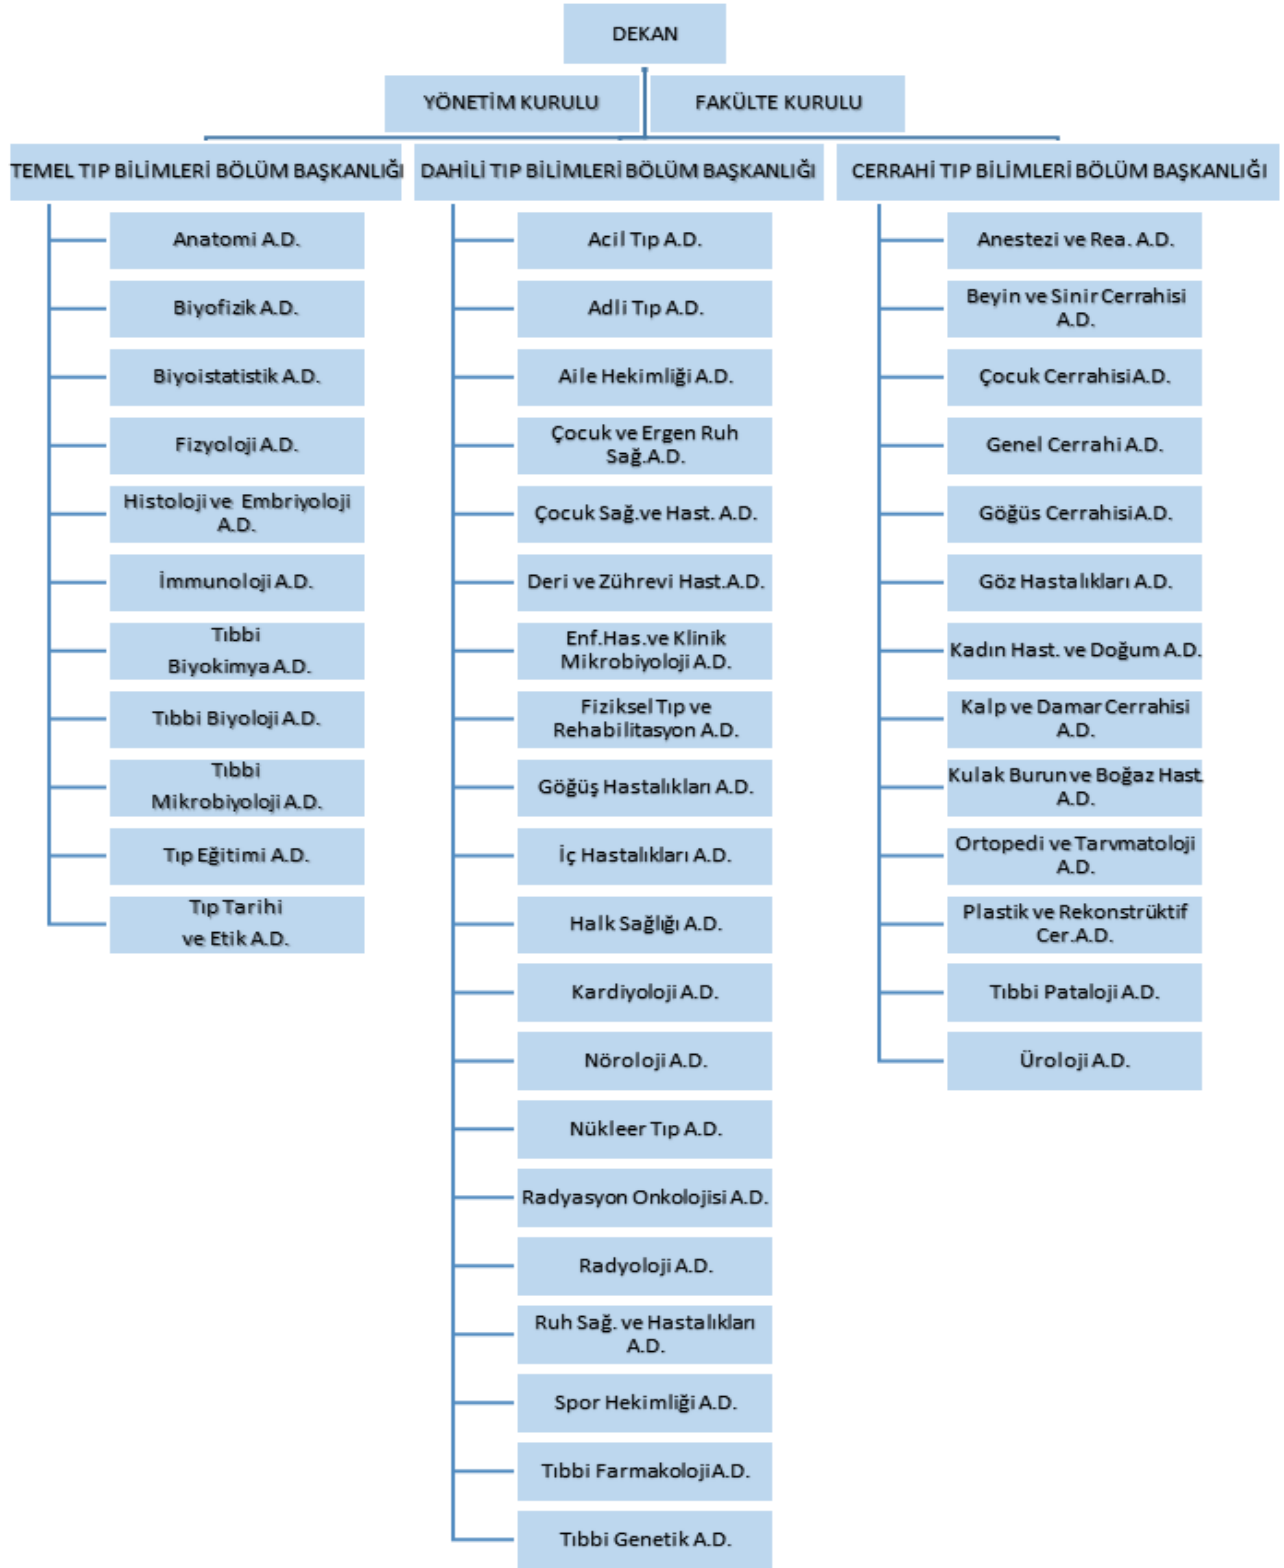 DEKAN
YÖNETİM KURULU
FAKÜLTE KURULU
TEMEL TIP BİLİMLERİ BÖLÜM BAŞKANLIĞI
Anatomi A.D.
Biyofizik A.D.
Biyoistatistik A.D.
Fizyoloji A.D.
Histoloji ve Embriyoloji
A.D.
İmmunoloji A.D.
Tıbbi
Biyokimya A.D.
Tıbbi Biyoloji A.D.
Tıbbi
Mikrobiyoloji A.D.
Tıp Eğitimi A.D.
Tıp Tarihi
ve Etik A.D.
DAHİLİ TIP BİLİMLERİ BÖLÜM BAŞKANLIĞI
Acil Tıp A.D.
Adli Tıp A.D.
Aile Hekimliği A.D.
Çocuk ve Ergen Ruh
Sağ.A.D.
Çocuk Sağ.ve Hast. A.D.
Deri ve Zührevi Hast.A.D.
Enf.Has.ve Klinik
Mikrobiyoloji A.D.
Fiziksel Tıp ve
Rehabilitasyon A.D.
Göğüş Hastalıkları A.D.
İç Hastalıkları A.D.
Halk Sağlığı A.D.
Kardiyoloji A.D.
Nöroloji A.D.
Nükleer Tıp A.D.
Radyasyon Onkolojisi A.D.
Radyoloji A.D.
Ruh Sağ. ve Hastalıkları
A.D.
Spor Hekimliği A.D.
Tıbbi Farmakoloji A.D.
Tıbbi Genetik A.D.
CERRAHİ TIP BİLİMLERİ BÖLÜM BAŞKANLIĞI
Anestezi ve Rea. A.D.
Beyin ve Sinir Cerrahisi
A.D.
Çocuk Cerrahisi A.D.
Genel Cerrahi A.D.
Göğüs Cerrahisi A.D.
Göz Hastalıkları A.D.
Kadın Hast. ve Doğum A.D.
Kalp ve Damar Cerrahisi
A.D.
Kulak Burun ve Boğaz Hast.
A.D.
Ortopedi ve Tarvmatoloji
A.D.
Plastik ve Rekonstrüktif
Cer.A.D.
Tıbbi Pataloji A.D.
Üroloji A.D.